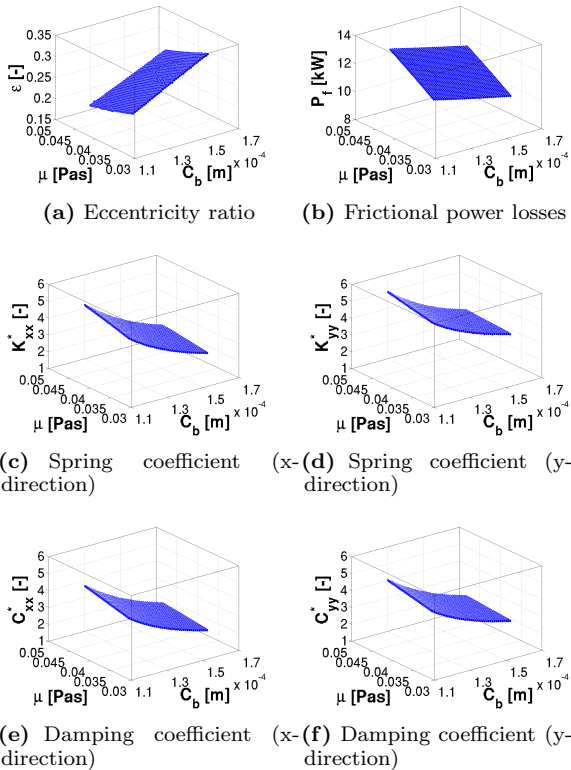 0.35
0.3
0.25
0.2
0.15
ε [-]
0.05
0.045
0.04
0.035
0.03
μ [Pas]
1.1
1.3
1.5
1.7
x 10⁻⁴
C_b [m]
(a) Eccentricity ratio
14
12
10
8
P_f [kW]
0.05
0.045
0.04
0.035
0.03
μ [Pas]
1.1
1.3
1.5
1.7
x 10⁻⁴
C_b [m]
(b) Frictional power losses
6
5
4
3
2
1
K*_xx [-]
0.05
0.045
0.04
0.035
0.03
μ [Pas]
1.1
1.3
1.5
1.7
x 10⁻⁴
C_b [m]
(c) Spring coefficient (x-
direction)
6
5
4
3
2
1
K*_yy [-]
0.05
0.045
0.04
0.035
0.03
μ [Pas]
1.1
1.3
1.5
1.7
x 10⁻⁴
C_b [m]
(d) Spring coefficient (y-
direction)
6
5
4
3
2
1
C*_xx [-]
0.05
0.045
0.04
0.035
0.03
μ [Pas]
1.1
1.3
1.5
1.7
x 10⁻⁴
C_b [m]
(e) Damping coefficient (x-
direction)
6
5
4
3
2
1
C*_yy [-]
0.05
0.045
0.04
0.035
0.03
μ [Pas]
1.1
1.3
1.5
1.7
x 10⁻⁴
C_b [m]
(f) Damping coefficient (y-
direction)